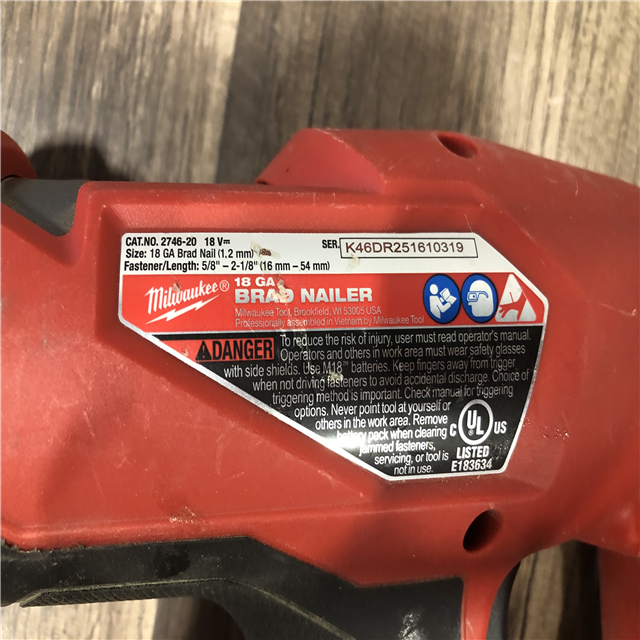 CAT.NO. 2746-20 18 V⎓ SER. K46DR251610319
Size: 18 GA Brad Nail (1,2 mm)
Fastener/Length: 5/8" – 2-1/8" (16 mm – 54 mm)
Milwaukee®
18 GA
BRAD NAILER
Milwaukee Tool, Brookfield, WI 53005 USA
Professionally assembled in Vietnam by Milwaukee Tool
DANGER To reduce the risk of injury, user must read operator's manual.
Operators and others in work area must wear safety glasses
with side shields. Use M18™ batteries. Keep fingers away from trigger
when not driving fasteners to avoid accidental discharge. Choice of
triggering method is important. Check manual for triggering
options. Never point tool at yourself or
others in the work area. Remove
battery pack when clearing
jammed fasteners,
servicing, or tool is
not in use.
C UL US
LISTED
E183634